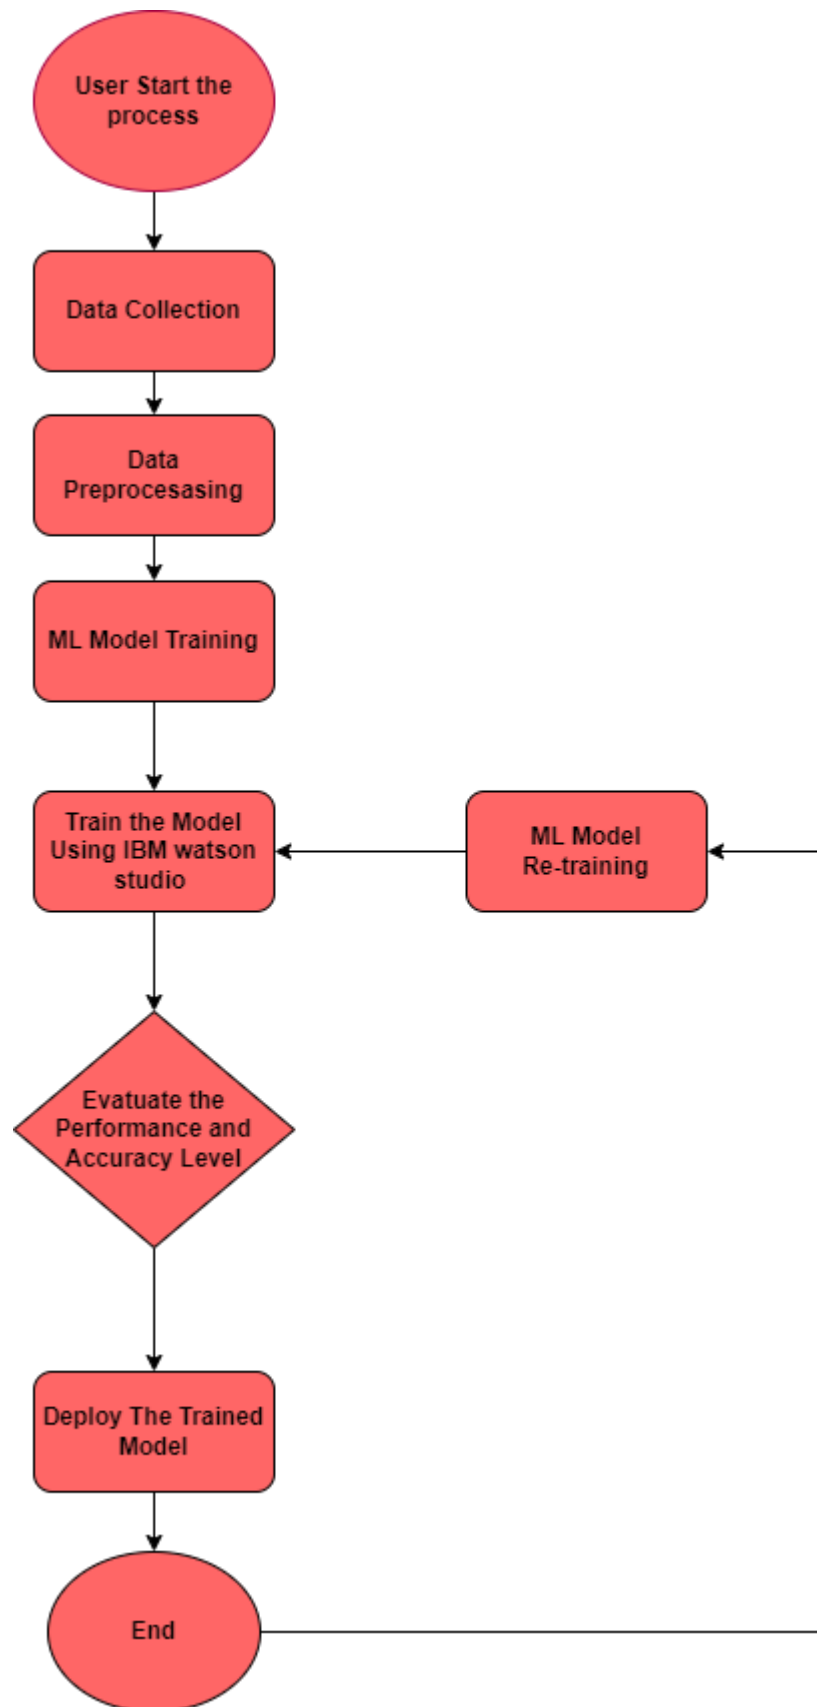 User Start the
process
Data Collection
Data
Preprocesasing
ML Model Training
Train the Model
Using IBM watson
studio
ML Model
Re-training
Evatuate the
Performance and
Accuracy Level
Deploy The Trained
Model
End